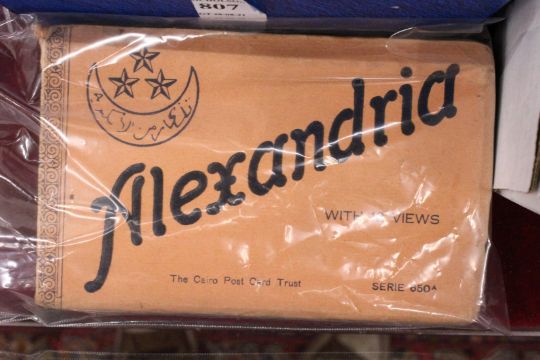 807
Alexandria
WITH VIEWS
The Cairo Post Card Trust
SERIE 650A